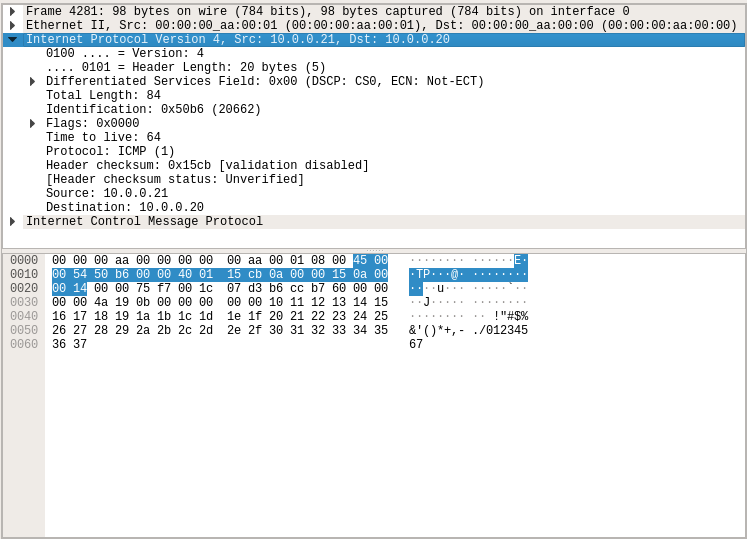 Frame 4281: 98 bytes on wire (784 bits), 98 bytes captured (784 bits) on interface 0
Ethernet II, Src: 00:00:00_aa:00:01 (00:00:00:aa:00:01), Dst: 00:00:00_aa:00:00 (00:00:00:aa:00:00)
Internet Protocol Version 4, Src: 10.0.0.21, Dst: 10.0.0.20
0100 .... = Version: 4
.... 0101 = Header Length: 20 bytes (5)
Differentiated Services Field: 0x00 (DSCP: CS0, ECN: Not-ECT)
Total Length: 84
Identification: 0x50b6 (20662)
Flags: 0x0000
Time to live: 64
Protocol: ICMP (1)
Header checksum: 0x15cb [validation disabled]
[Header checksum status: Unverified]
Source: 10.0.0.21
Destination: 10.0.0.20
Internet Control Message Protocol
0000 00 00 00 aa 00 00 00 00 00 aa 00 01 08 00 45 00 ········ ······E·
0010 00 54 50 b6 00 00 40 01 15 cb 0a 00 00 15 0a 00 ·TP···@· ········
0020 00 14 00 00 75 f7 00 1c 07 d3 b6 cc b7 60 00 00 ····u··· ·····`··
0030 00 00 4a 19 0b 00 00 00 00 00 10 11 12 13 14 15 ··J····· ········
0040 16 17 18 19 1a 1b 1c 1d 1e 1f 20 21 22 23 24 25 ········ ·· !"#$%
0050 26 27 28 29 2a 2b 2c 2d 2e 2f 30 31 32 33 34 35 &'()*+,- ./012345
0060 36 37 67